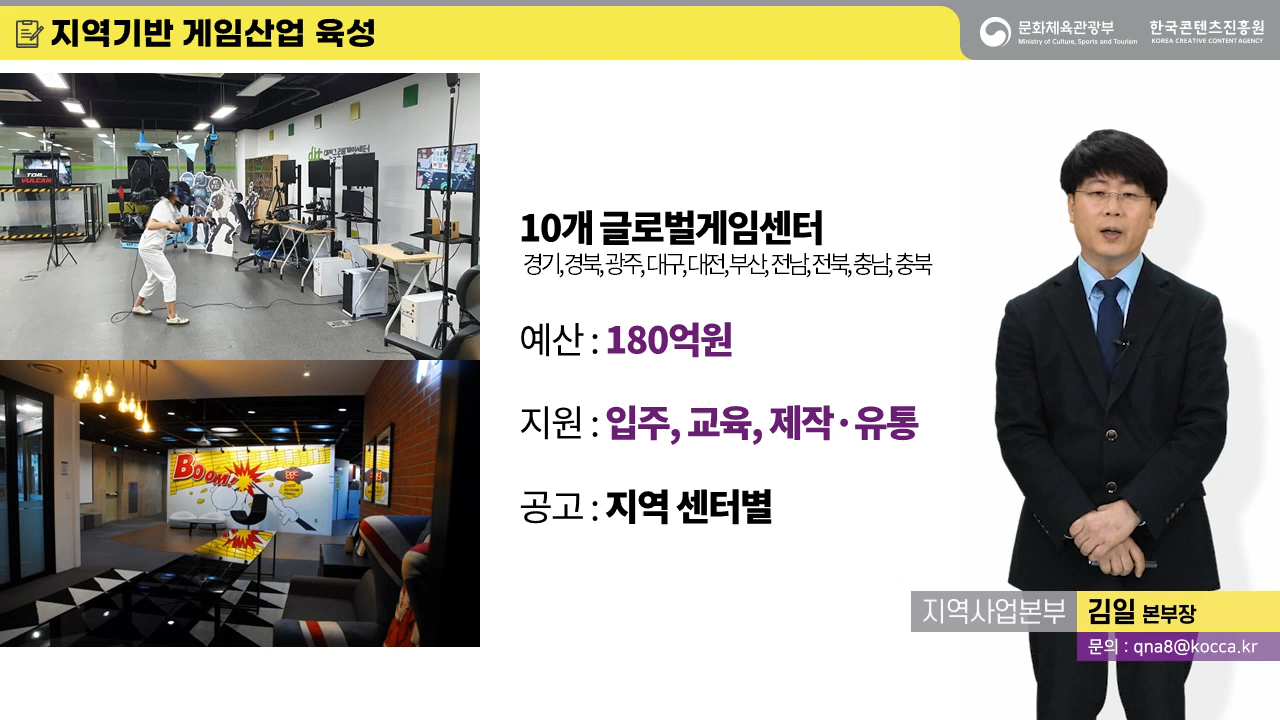 지역기반 게임산업 육성
문화체육관광부
Ministry of Culture, Sports and Tourism
한국콘텐츠진흥원
KOREA CREATIVE CONTENT AGENCY
TOR
VULCAN
10개 글로벌게임센터
경기,경북,광주,대구,대전,부산,전남,전북,충남,충북
예산 : 180억원
지원 : 입주, 교육, 제작·유통
공고 : 지역 센터별
BOOM!
지역사업본부
김일 본부장
문의 : qna8@kocca.kr